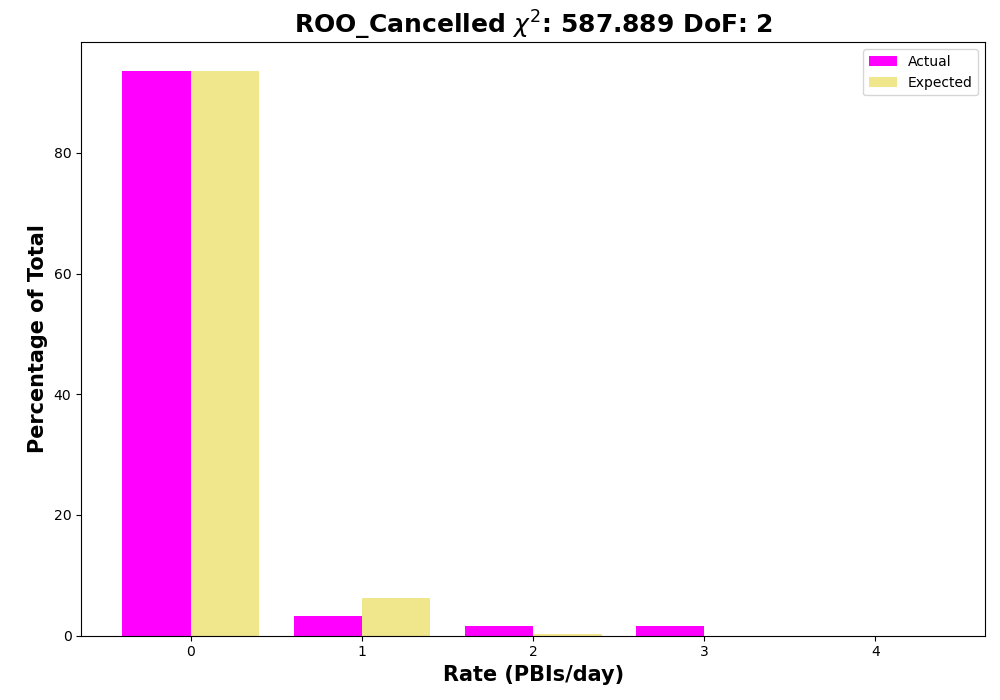 ROO_Cancelled χ²: 587.889 DoF: 2
Actual
Expected
Percentage of Total
80
60
40
20
0
0 1 2 3 4
Rate (PBIs/day)